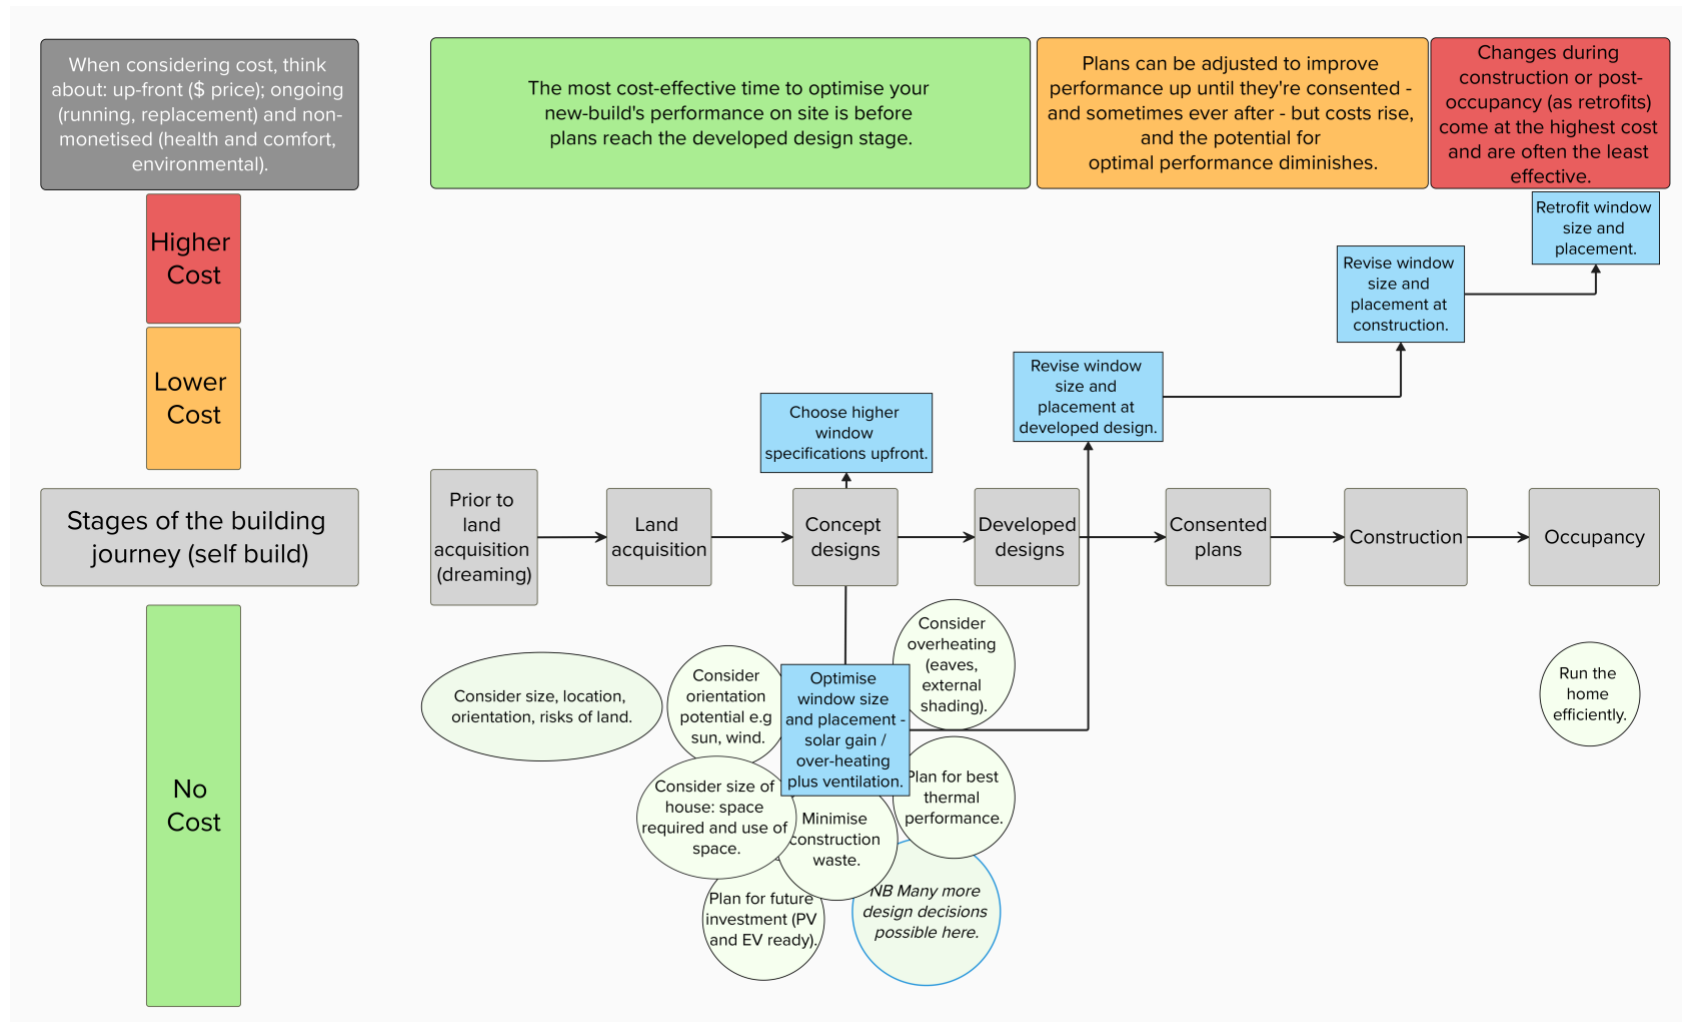 When considering cost, think
about: up-front ($ price); ongoing
(running, replacement) and non-
monetised (health and comfort,
environmental).
The most cost-effective time to optimise your
new-build's performance on site is before
plans reach the developed design stage.
Plans can be adjusted to improve
performance up until they're consented -
and sometimes ever after - but costs rise,
and the potential for
optimal performance diminishes.
Changes during
construction or post-
occupancy (as retrofits)
come at the highest cost
and are often the least
effective.
Higher
Cost
Lower
Cost
Retrofit window
size and
placement.
Revise window
size and
placement at
construction.
Revise window
size and
placement at
developed design.
Choose higher
window
specifications upfront.
Stages of the building
journey (self build)
Prior to
land
acquisition
(dreaming)
Land
acquisition
Concept
designs
Developed
designs
Consented
plans
Construction
Occupancy
No
Cost
Consider size, location,
orientation, risks of land.
Consider
orientation
potential e.g
sun, wind.
Optimise
window size
and placement -
solar gain /
over-heating
plus ventilation.
Consider
overheating
(eaves,
external
shading).
Run the
home
efficiently.
Consider size of
house: space
required and use of
space.
Minimise
construction
waste.
Plan for best
thermal
performance.
Plan for future
investment (PV
and EV ready).
NB Many more
design decisions
possible here.